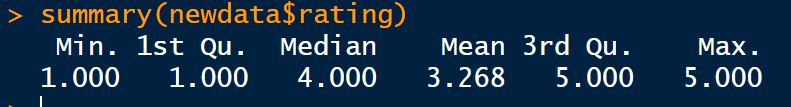 > summary(newdata$rating)
Min. 1st Qu. Median Mean 3rd Qu. Max.
1.000 1.000 4.000 3.268 5.000 5.000
>